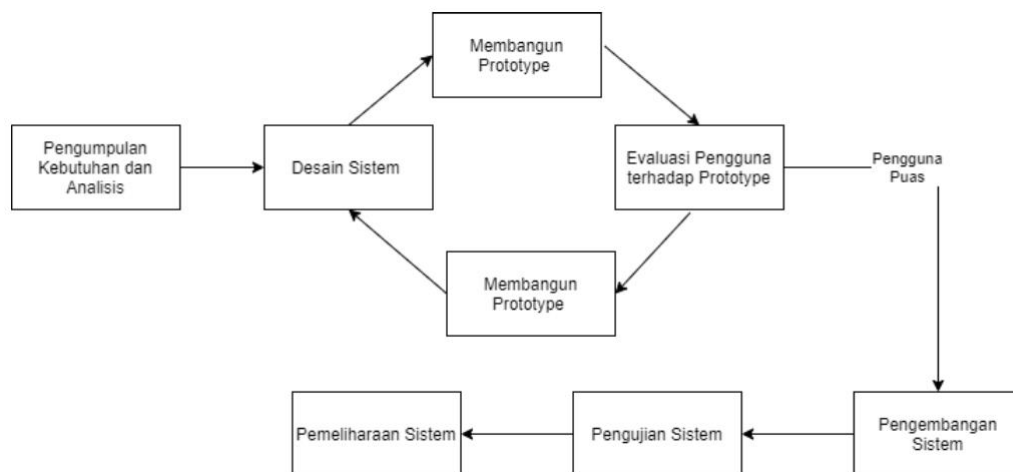 Membangun
Prototype
Pengumpulan
Kebutuhan dan
Analisis
Desain Sistem
Evaluasi Pengguna
terhadap Prototype
Pengguna
Puas
Membangun
Prototype
Pemeliharaan Sistem
Pengujian Sistem
Pengembangan
Sistem